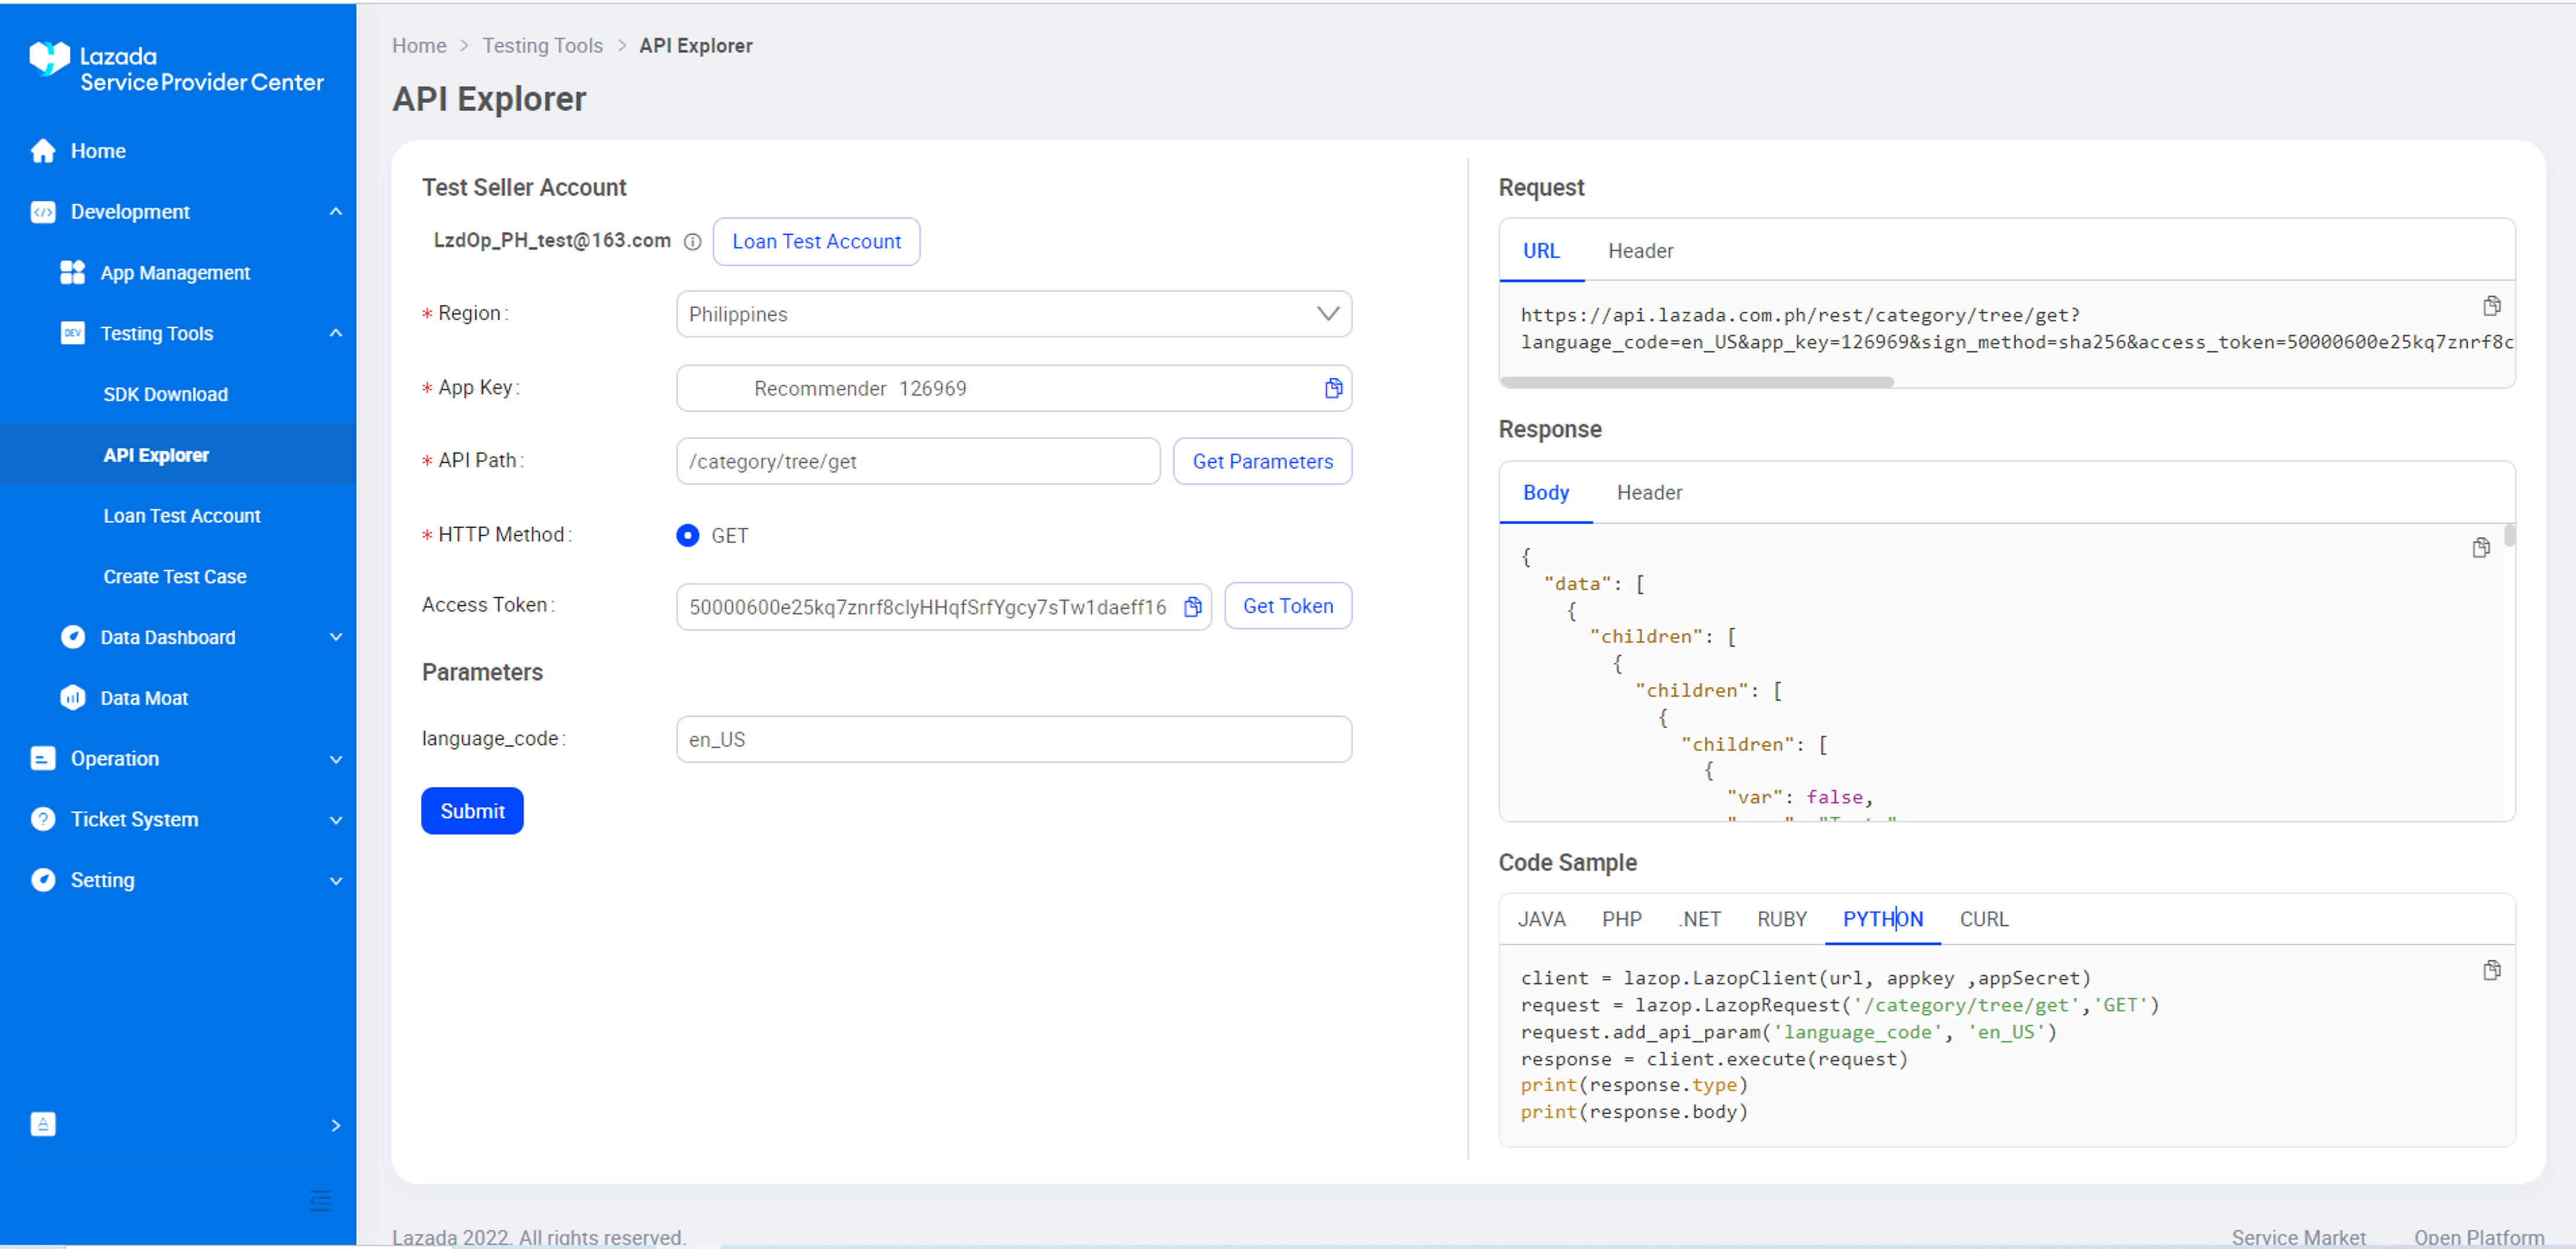 Lazada
Service Provider Center
Home
Development
App Management
DEV Testing Tools
SDK Download
API Explorer
Loan Test Account
Create Test Case
Data Dashboard
Data Moat
Operation
Ticket System
Setting
Home > Testing Tools > API Explorer
API Explorer
Test Seller Account
LzdOp_PH_test@163.com Loan Test Account
* Region: Philippines
* App Key: Recommender 126969
* API Path: /category/tree/get Get Parameters
* HTTP Method: GET
Access Token: 50000600e25kq7znrf8clyHHqfSrfYgcy7sTw1daeff16 Get Token
Parameters
language_code: en_US
Submit
Request
URL Header
https://api.lazada.com.ph/rest/category/tree/get?
language_code=en_US&app_key=126969&sign_method=sha256&access_token=50000600e25kq7znrf8c
Response
Body Header
{
"data": [
{
"children": [
{
"children": [
{
"children": [
{
"var": false,
Code Sample
JAVA PHP .NET RUBY PYTHON CURL
client = lazop.LazopClient(url, appkey ,appSecret)
request = lazop.LazopRequest('/category/tree/get','GET')
request.add_api_param('language_code', 'en_US')
response = client.execute(request)
print(response.type)
print(response.body)
Lazada 2022. All rights reserved.
Service Market Open Platform